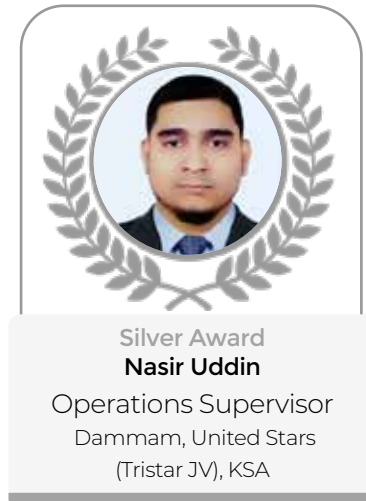 Silver Award
Nasir Uddin
Operations Supervisor
Dammam, United Stars
(Tristar JV), KSA